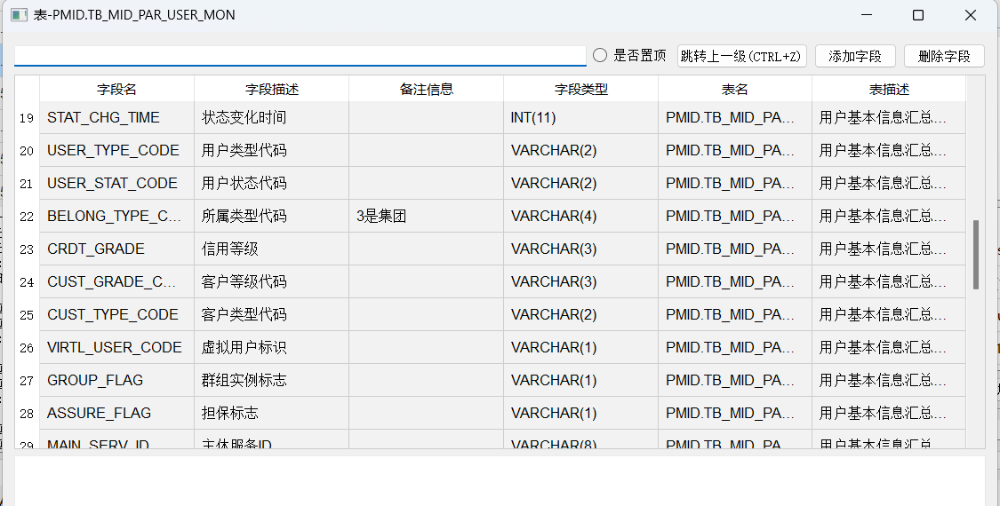 表-PMID.TB_MID_PAR_USER_MON
是否置顶 跳转上一级(CTRL+Z) 添加字段 删除字段
字段名 字段描述 备注信息 字段类型 表名 表描述
19 STAT_CHG_TIME 状态变化时间 INT(11) PMID.TB_MID_PA... 用户基本信息汇总...
20 USER_TYPE_CODE 用户类型代码 VARCHAR(2) PMID.TB_MID_PA... 用户基本信息汇总...
21 USER_STAT_CODE 用户状态代码 VARCHAR(2) PMID.TB_MID_PA... 用户基本信息汇总...
22 BELONG_TYPE_C... 所属类型代码 3是集团 VARCHAR(4) PMID.TB_MID_PA... 用户基本信息汇总...
23 CRDT_GRADE 信用等级 VARCHAR(3) PMID.TB_MID_PA... 用户基本信息汇总...
24 CUST_GRADE_C... 客户等级代码 VARCHAR(3) PMID.TB_MID_PA... 用户基本信息汇总...
25 CUST_TYPE_CODE 客户类型代码 VARCHAR(2) PMID.TB_MID_PA... 用户基本信息汇总...
26 VIRTL_USER_CODE 虚拟用户标识 VARCHAR(1) PMID.TB_MID_PA... 用户基本信息汇总...
27 GROUP_FLAG 群组实例标志 VARCHAR(1) PMID.TB_MID_PA... 用户基本信息汇总...
28 ASSURE_FLAG 担保标志 VARCHAR(1) PMID.TB_MID_PA... 用户基本信息汇总...
29 MAIN_SERV_ID 主体服务ID VARCHAR(8) PMID.TB_MID_PA... 用户基本信息汇总...